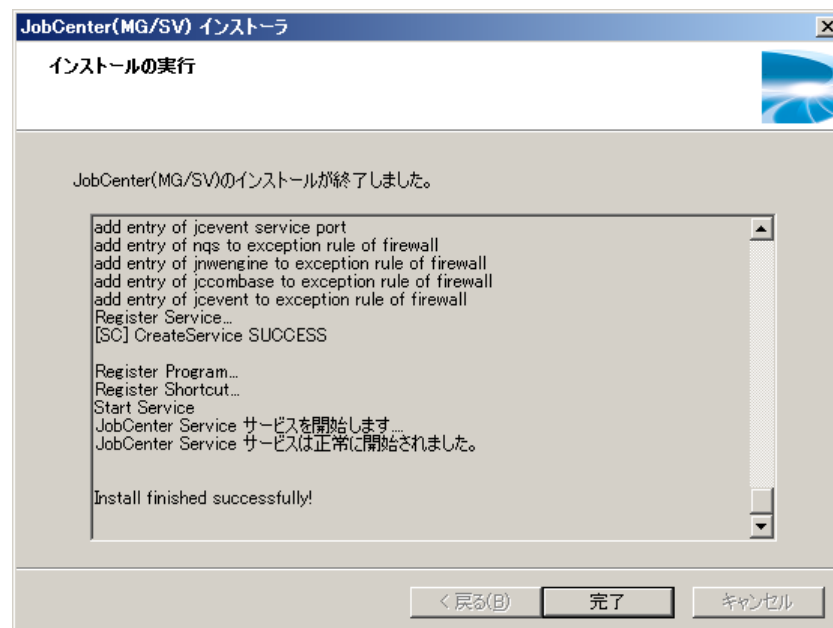 JobCenter(MG/SV) インストーラ
インストールの実行
JobCenter(MG/SV)のインストールが終了しました。
add entry of jcevent service port
add entry of nqs to exception rule of firewall
add entry of jnwengine to exception rule of firewall
add entry of jccombase to exception rule of firewall
add entry of jcevent to exception rule of firewall
Register Service...
[SC] CreateService SUCCESS
Register Program...
Register Shortcut...
Start Service
JobCenter Service サービスを開始します....
JobCenter Service サービスは正常に開始されました。
Install finished successfully!
< 戻る(B)
完了
キャンセル